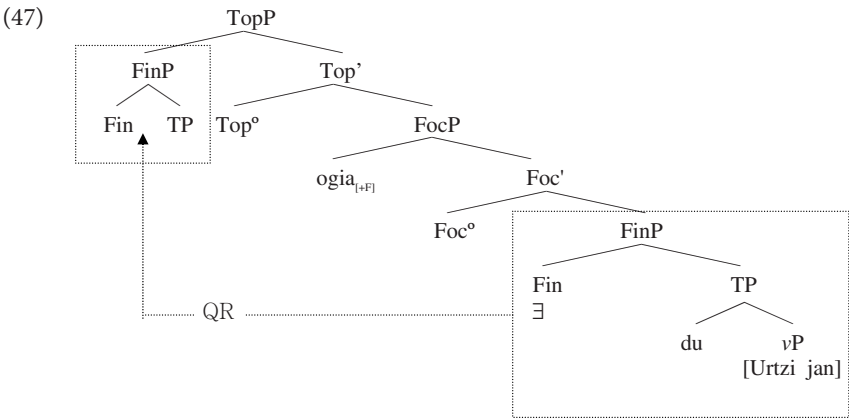 (47)
TopP
FinP Top’
Fin TP Topº FocP
ogia[+F] Foc'
Focº FinP
Fin TP
QR ∃
du vP
[Urtzi jan]